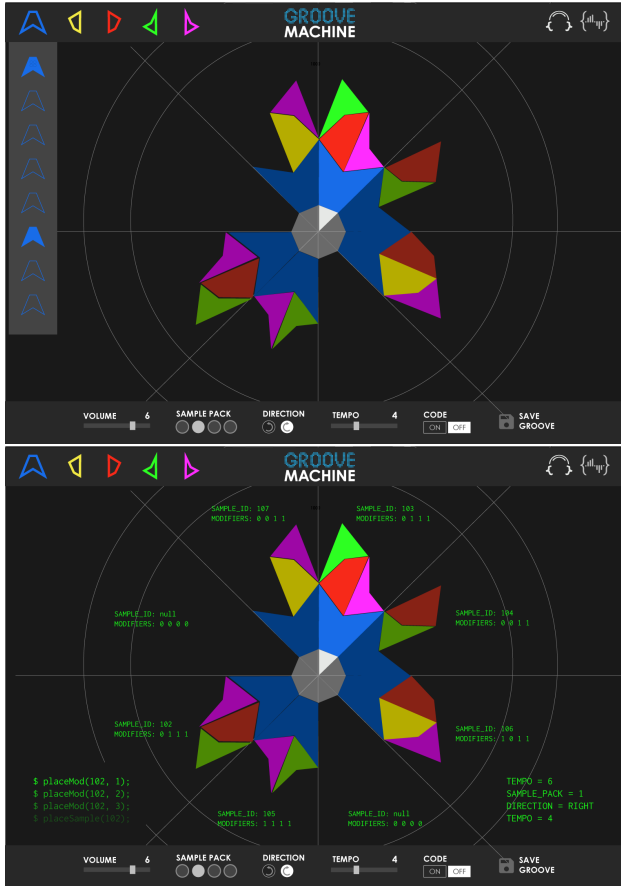 GROOVE
MACHINE
VOLUME 6
SAMPLE PACK
DIRECTION
TEMPO 4
CODE
ON OFF
SAVE
GROOVE
GROOVE
MACHINE
SAMPLE_ID: 107
MODIFIERS: 0 0 1 1
SAMPLE_ID: 103
MODIFIERS: 0 1 1 1
SAMPLE_ID: null
MODIFIERS: 0 0 0 0
SAMPLE_ID: 104
MODIFIERS: 0 0 1 1
SAMPLE_ID: 102
MODIFIERS: 0 1 1 1
SAMPLE_ID: 106
MODIFIERS: 1 0 1 1
$ placeMod(102, 1);
$ placeMod(102, 2);
$ placeMod(102, 3);
$ placeSample(102);
TEMPO = 6
SAMPLE_PACK = 1
DIRECTION = RIGHT
TEMPO = 4
SAMPLE_ID: 105
MODIFIERS: 1 1 1 1
SAMPLE_ID: null
MODIFIERS: 0 0 0 0
VOLUME 6
SAMPLE PACK
DIRECTION
TEMPO 4
CODE
ON OFF
SAVE
GROOVE